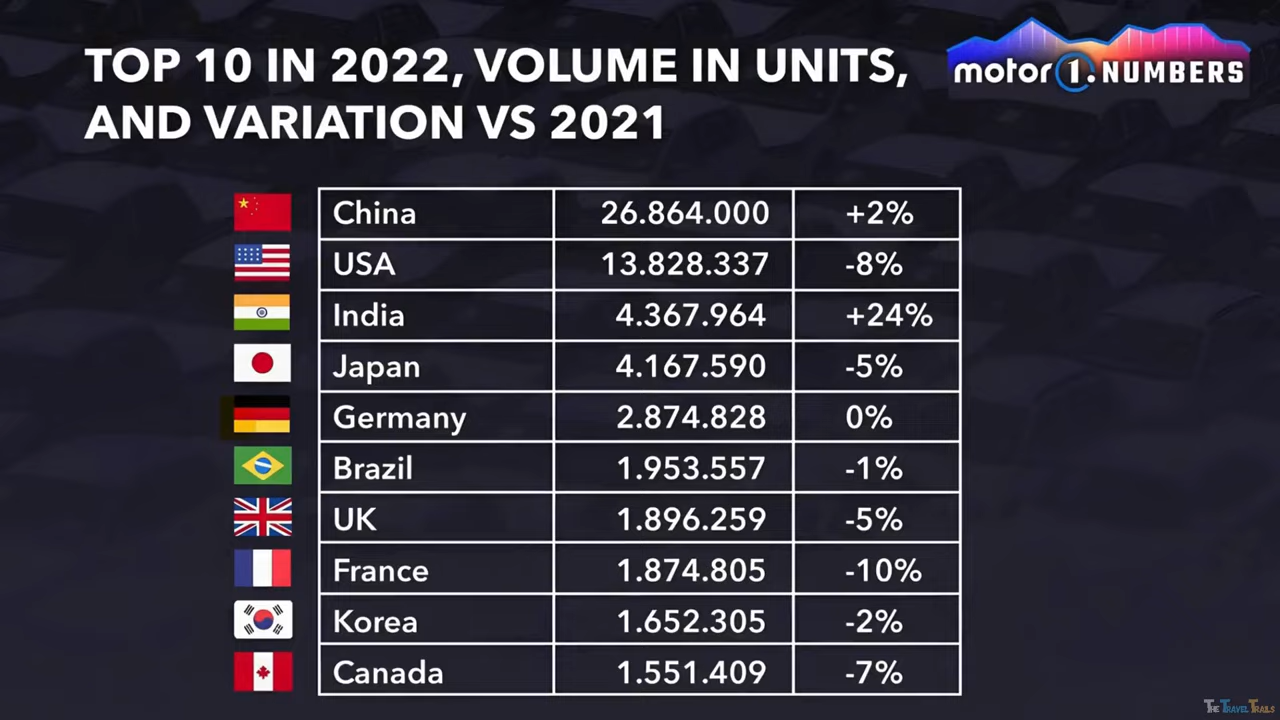 TOP 10 IN 2022, VOLUME IN UNITS,
AND VARIATION VS 2021
motor1.NUMBERS
China 26.864.000 +2%
USA 13.828.337 -8%
India 4.367.964 +24%
Japan 4.167.590 -5%
Germany 2.874.828 0%
Brazil 1.953.557 -1%
UK 1.896.259 -5%
France 1.874.805 -10%
Korea 1.652.305 -2%
Canada 1.551.409 -7%
THE TRAVEL TRAILS